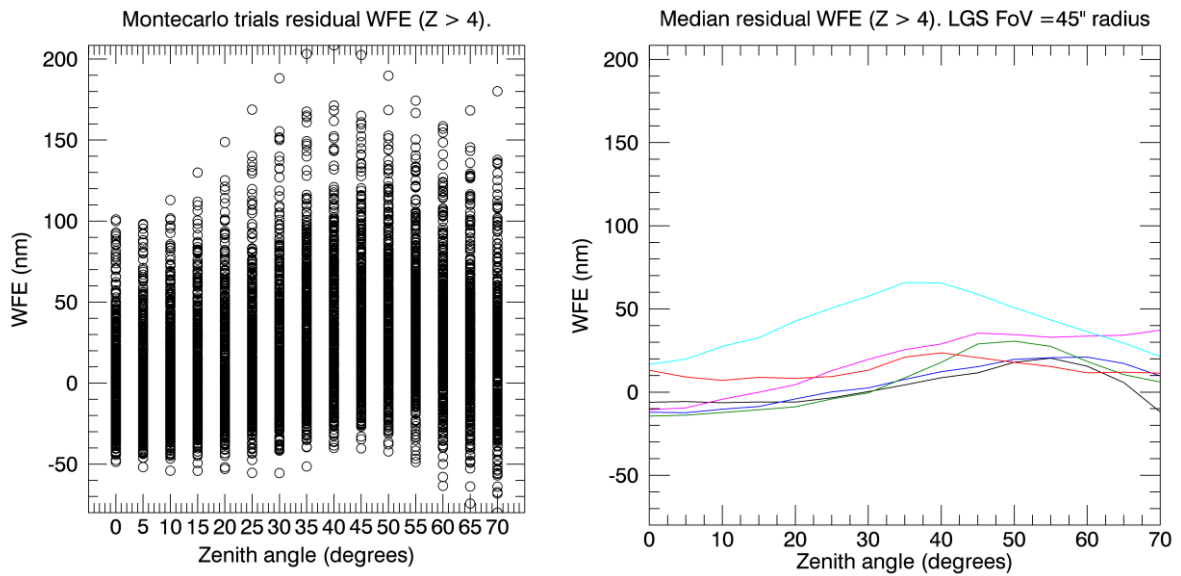 Montecarlo trials residual WFE (Z > 4).
200
150
100
50
0
-50
WFE (nm)
0 5 10 15 20 25 30 35 40 45 50 55 60 65 70
Zenith angle (degrees)
Median residual WFE (Z > 4). LGS FoV =45" radius
200
150
100
50
0
-50
WFE (nm)
0 10 20 30 40 50 60 70
Zenith angle (degrees)